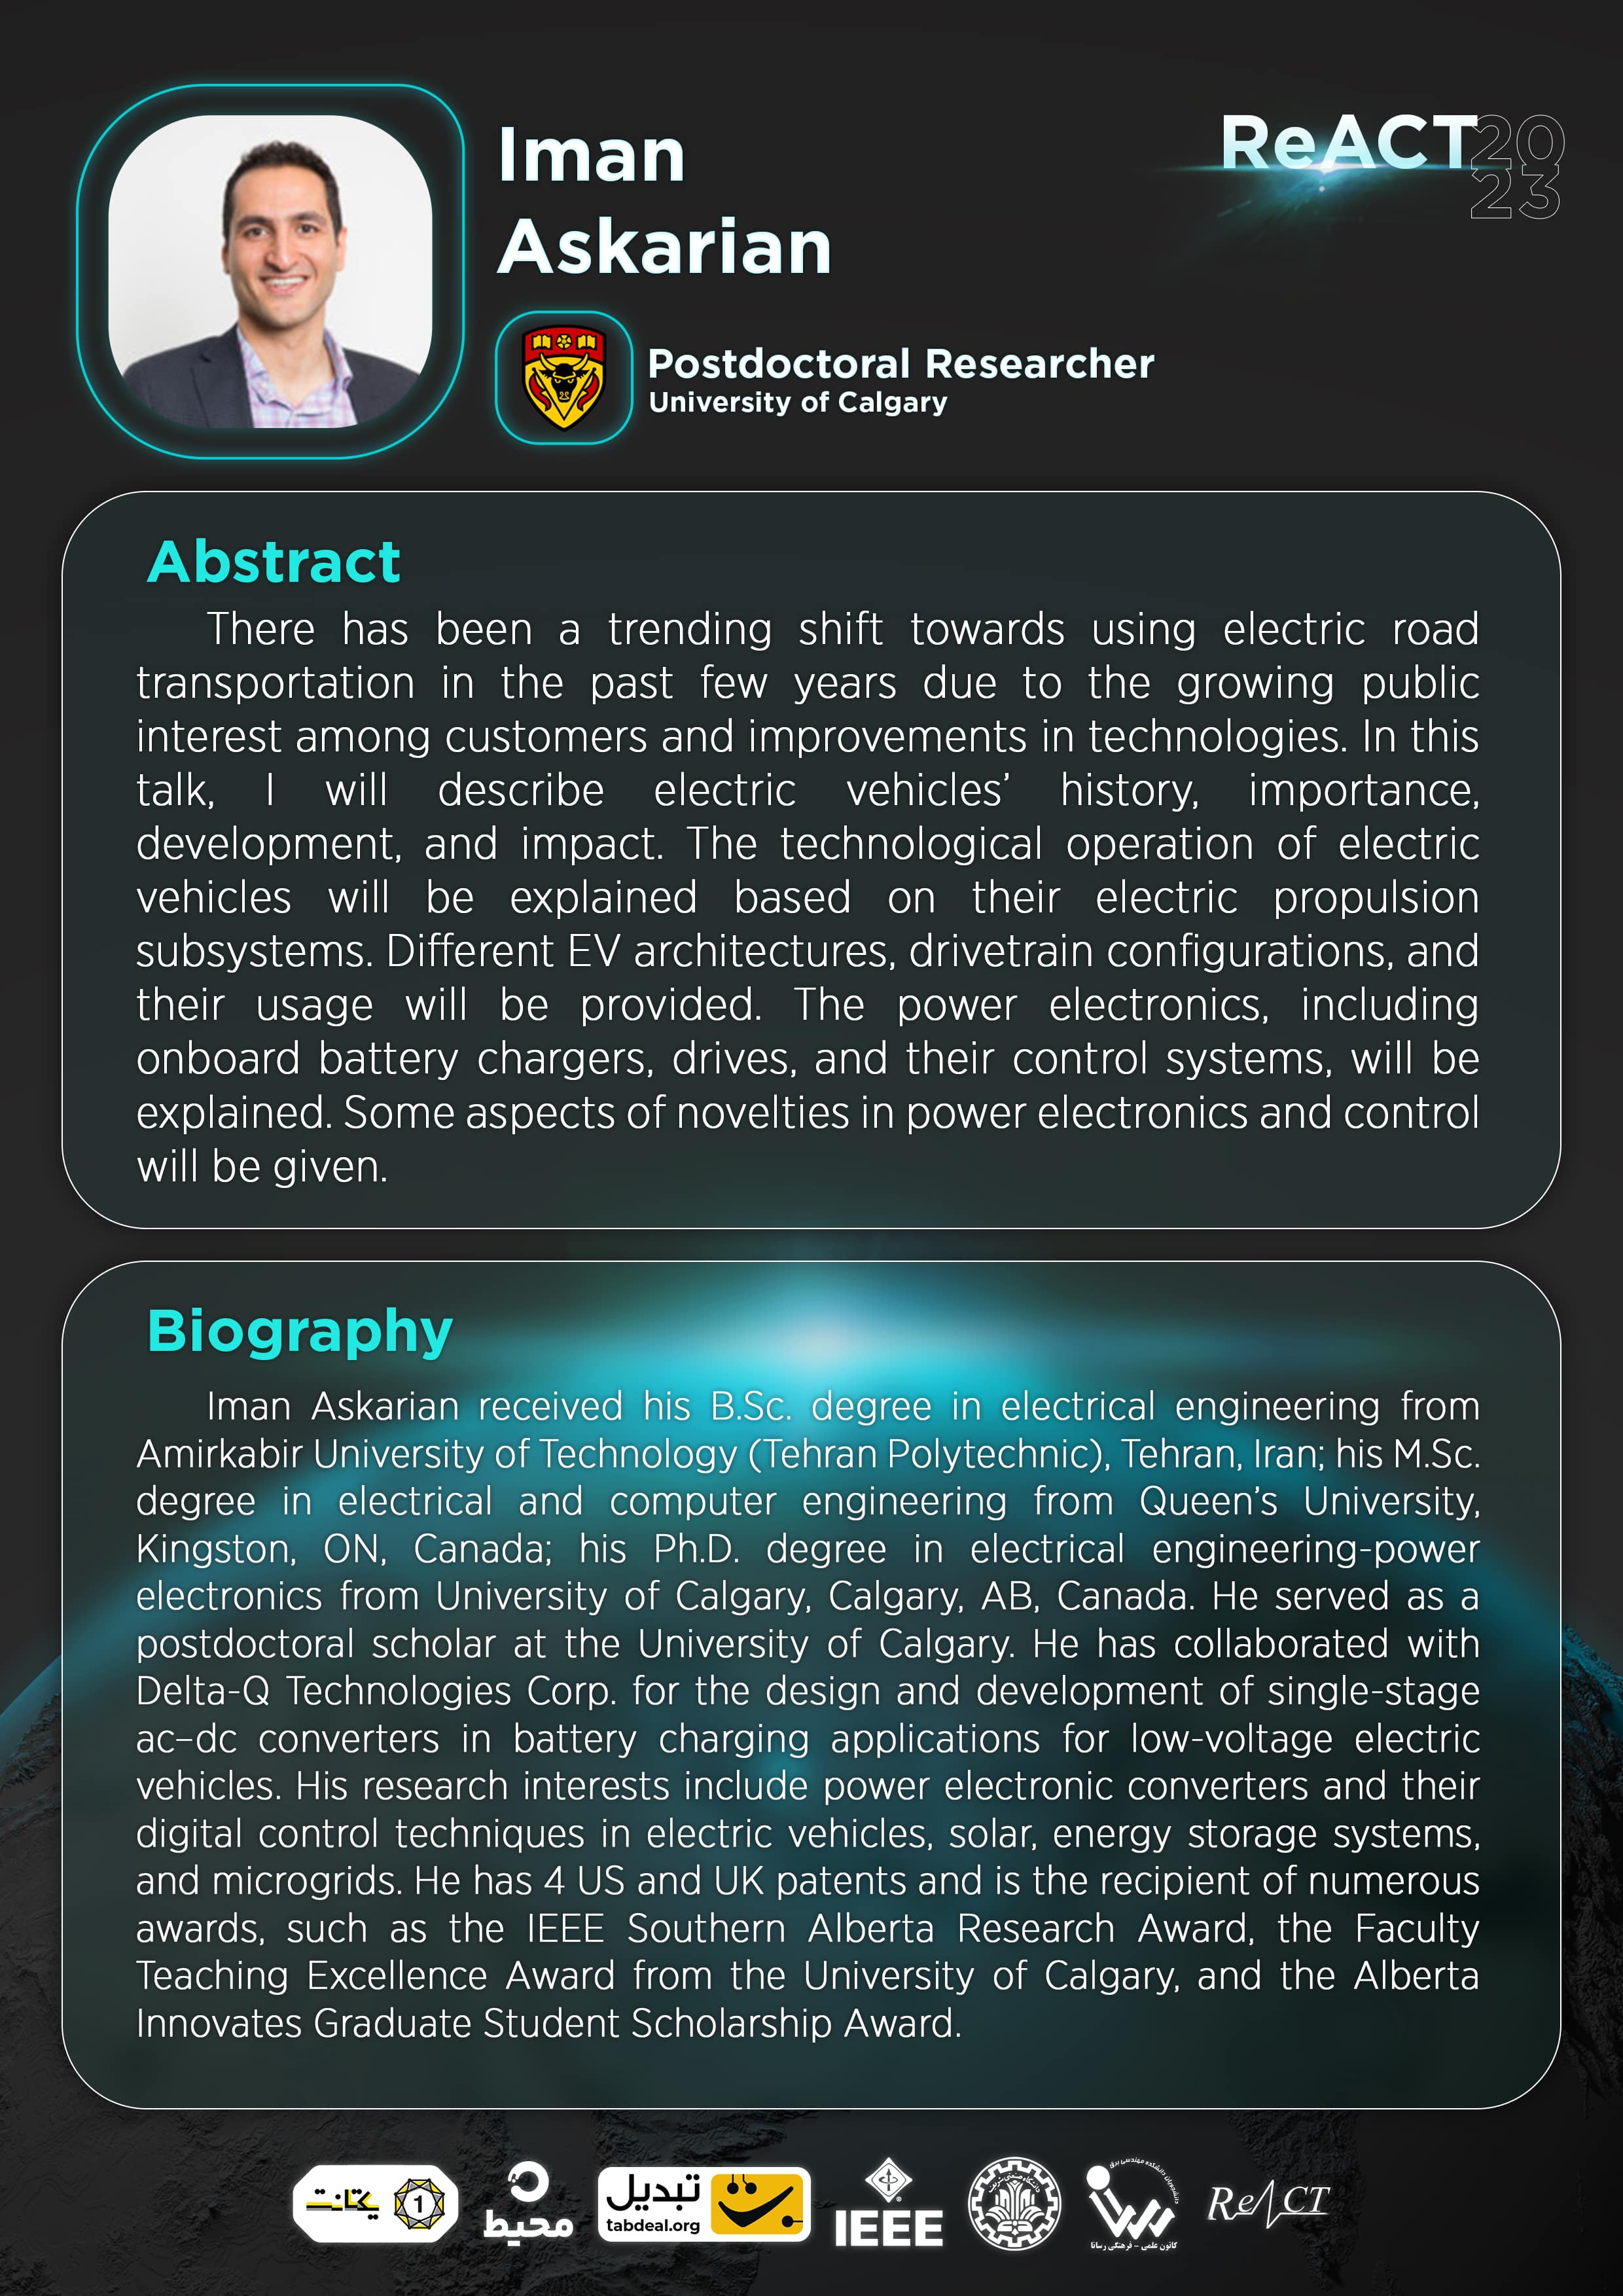 Iman
Askarian
ReACT
20
23
Postdoctoral Researcher
University of Calgary
Abstract
There has been a trending shift towards using electric road
transportation in the past few years due to the growing public
interest among customers and improvements in technologies. In this
talk, I will describe electric vehicles’ history, importance,
development, and impact. The technological operation of electric
vehicles will be explained based on their electric propulsion
subsystems. Different EV architectures, drivetrain configurations, and
their usage will be provided. The power electronics, including
onboard battery chargers, drives, and their control systems, will be
explained. Some aspects of novelties in power electronics and control
will be given.
Biography
Iman Askarian received his B.Sc. degree in electrical engineering from
Amirkabir University of Technology (Tehran Polytechnic), Tehran, Iran; his M.Sc.
degree in electrical and computer engineering from Queen’s University,
Kingston, ON, Canada; his Ph.D. degree in electrical engineering-power
electronics from University of Calgary, Calgary, AB, Canada. He served as a
postdoctoral scholar at the University of Calgary. He has collaborated with
Delta-Q Technologies Corp. for the design and development of single-stage
ac–dc converters in battery charging applications for low-voltage electric
vehicles. His research interests include power electronic converters and their
digital control techniques in electric vehicles, solar, energy storage systems,
and microgrids. He has 4 US and UK patents and is the recipient of numerous
awards, such as the IEEE Southern Alberta Research Award, the Faculty
Teaching Excellence Award from the University of Calgary, and the Alberta
Innovates Graduate Student Scholarship Award.
یکتانت
1
محیط
تبدیل
tabdeal.org
IEEE
دانشجویان دانشکده مهندسی برق
کانون علمی - فرهنگی رسانا
ReACT